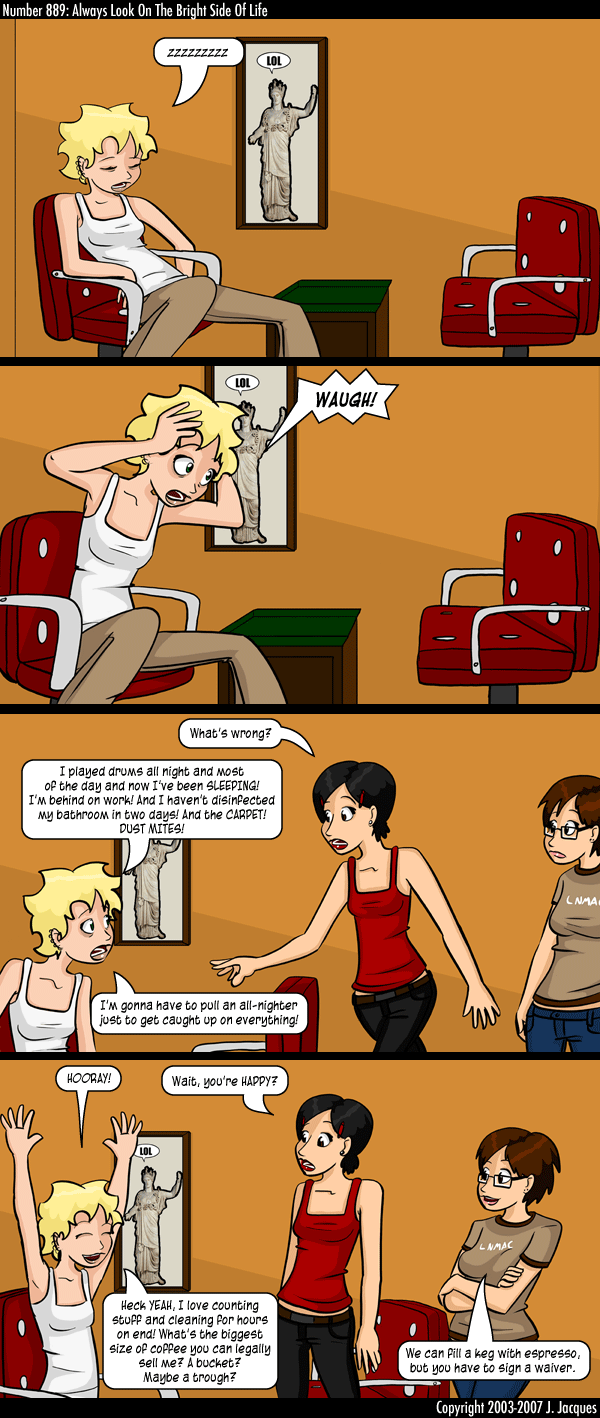 Number 889: Always Look On The Bright Side Of Life
ZZZZZZZZZ
LOL
LOL
WAUGH!
What's wrong?
I played drums all night and most
of the day and now I've been SLEEPING!
I'm behind on work! And I haven't disinfected
my bathroom in two days! And the CARPET!
DUST MITES!
LNMAC
I'm gonna have to pull an all-nighter
just to get caught up on everything!
HOORAY!
Wait, you're HAPPY?
LOL
LNMAC
Heck YEAH, I love counting
stuff and cleaning for hours
on end! What's the biggest
size of coffee you can legally
sell me? A bucket?
Maybe a trough?
We can fill a keg with espresso,
but you have to sign a waiver.
Copyright 2003-2007 J. Jacques